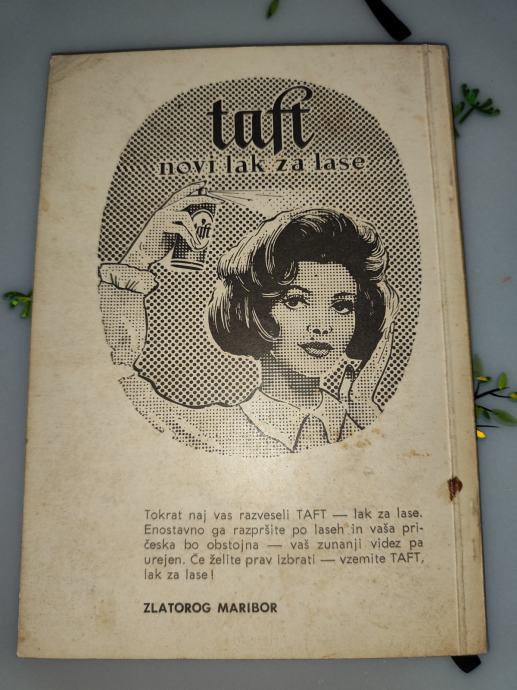 taft
novi lak za lase
taft
Tokrat naj vas razveseli TAFT — lak za lase.
Enostavno ga razpršite po laseh in vaša pri-
česka bo obstojna — vaš zunanji videz pa
urejen. Če želite prav izbrati — vzemite TAFT,
lak za lase!
ZLATOROG MARIBOR